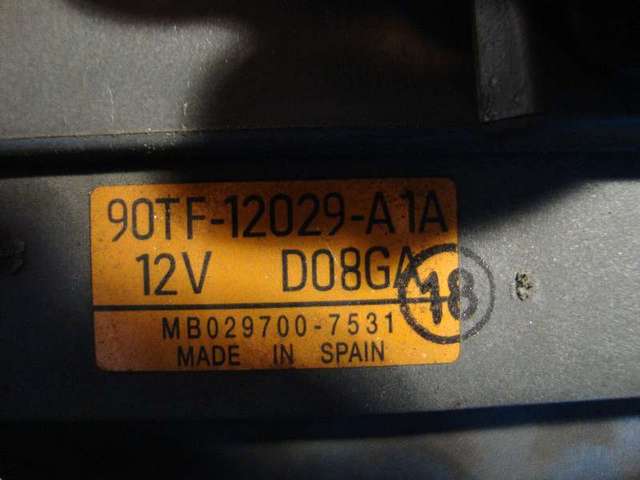 90TF-12029-A1A
12V D08GA
18
MB029700-7531
MADE IN SPAIN